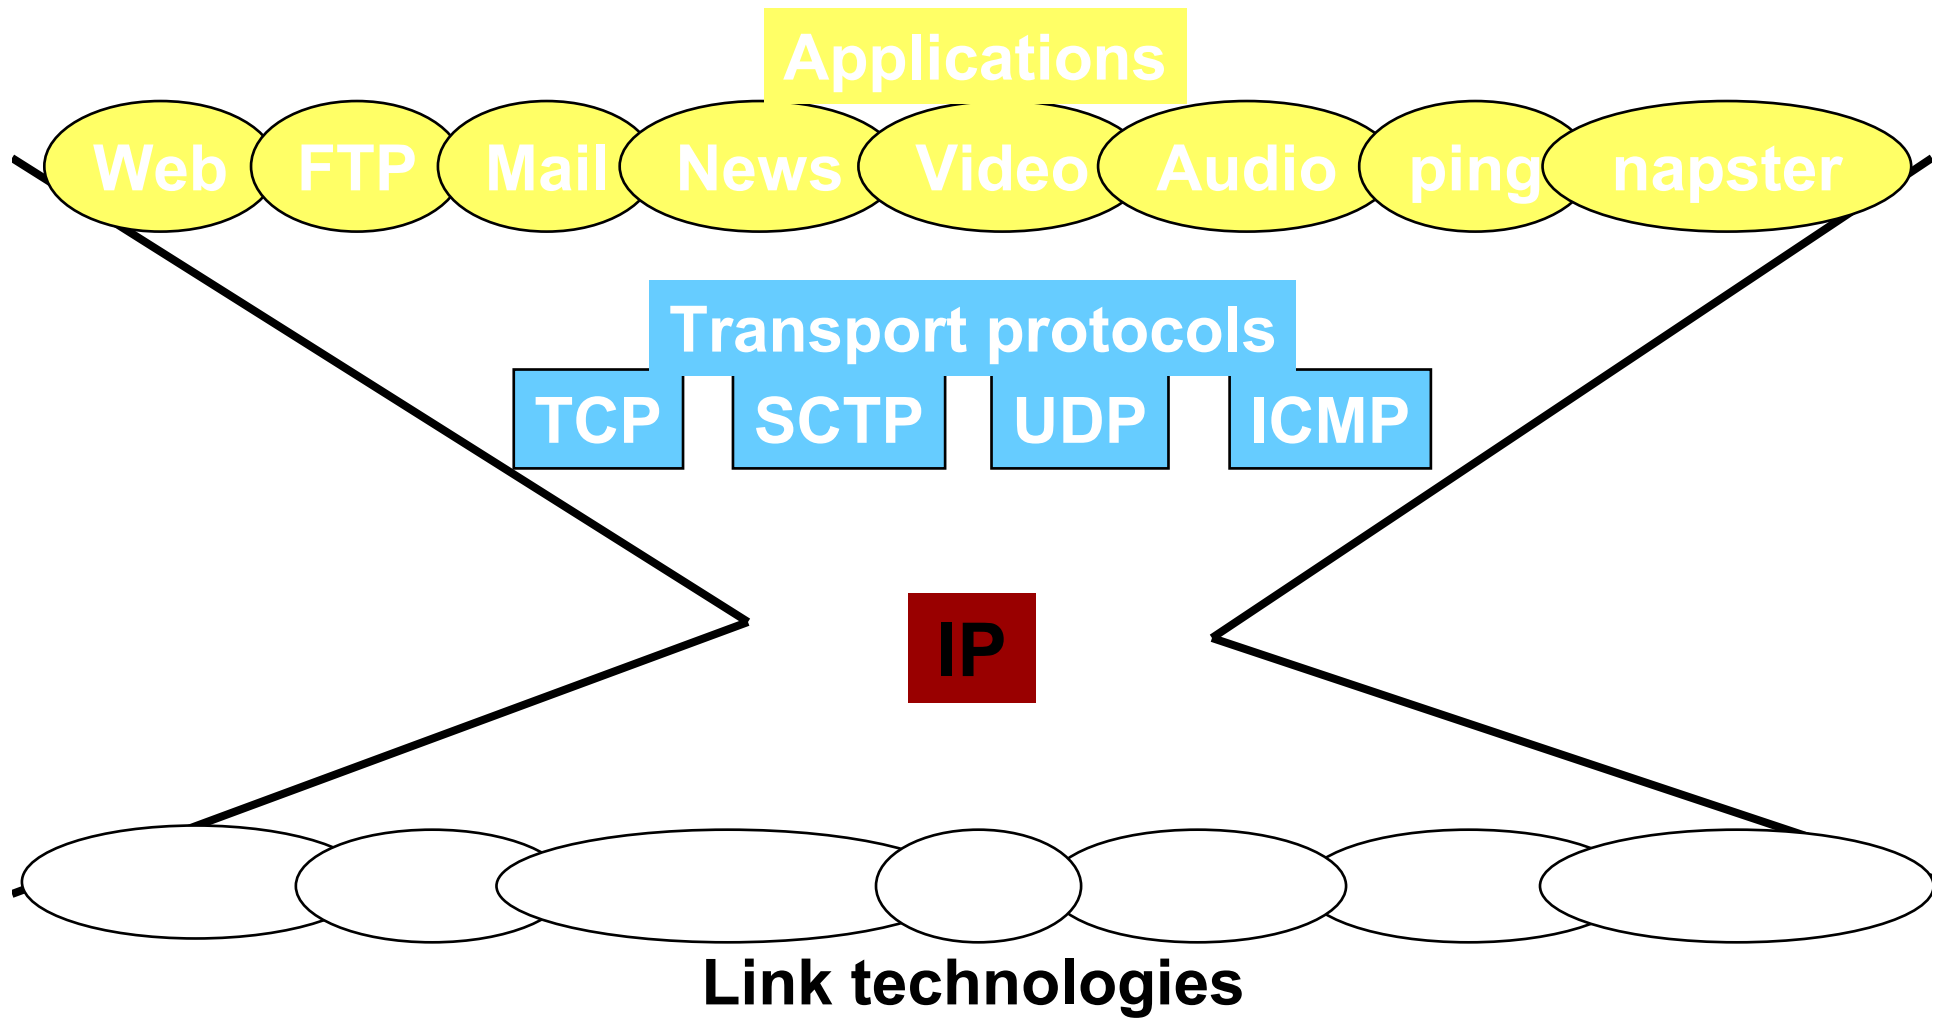 Applications
Web FTP Mail News Video Audio ping napster
Transport protocols
TCP SCTP UDP ICMP
IP
Link technologies